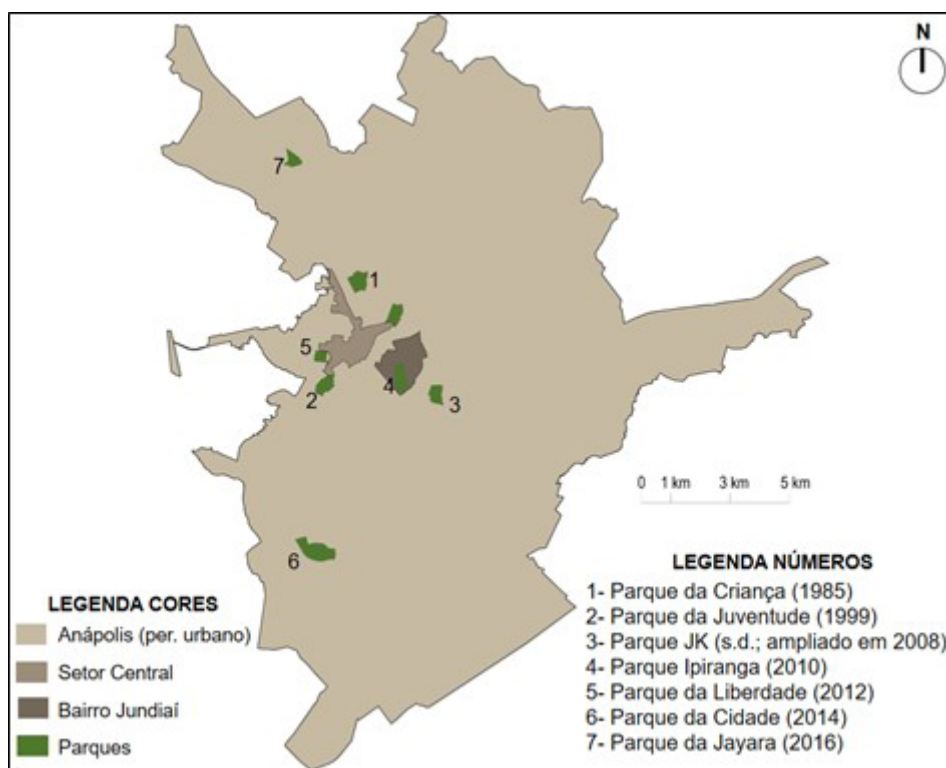 N
7
1
5
4
2
3
6
0 1 km 3 km 5 km
LEGENDA CORES
Anápolis (per. urbano)
Setor Central
Bairro Jundiaí
Parques
LEGENDA NÚMEROS
1- Parque da Criança (1985)
2- Parque da Juventude (1999)
3- Parque JK (s.d.; ampliado em 2008)
4- Parque Ipiranga (2010)
5- Parque da Liberdade (2012)
6- Parque da Cidade (2014)
7- Parque da Jayara (2016)